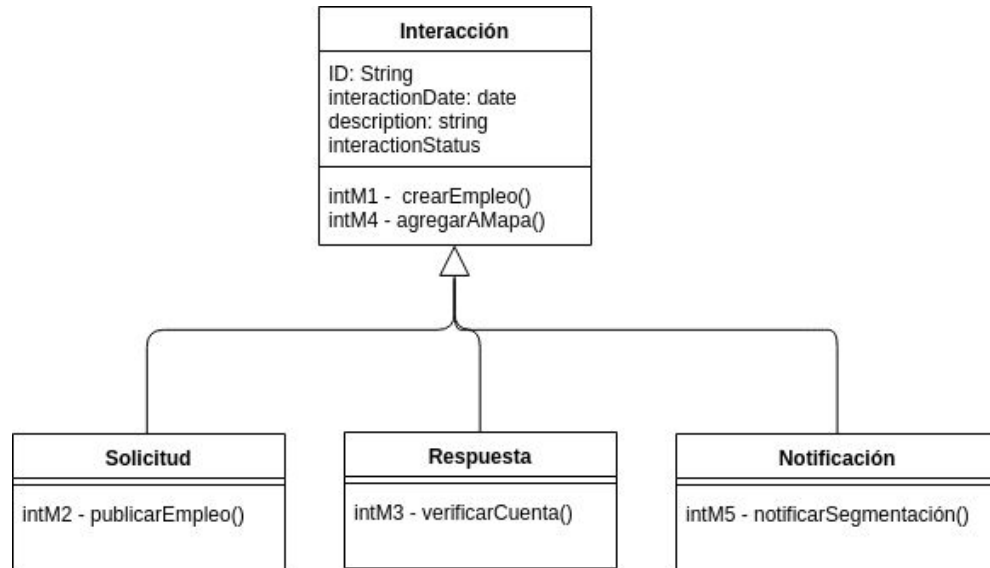 Interacción
ID: String
interactionDate: date
description: string
interactionStatus
intM1 - crearEmpleo()
intM4 - agregarAMapa()
Solicitud
intM2 - publicarEmpleo()
Respuesta
intM3 - verificarCuenta()
Notificación
intM5 - notificarSegmentación()